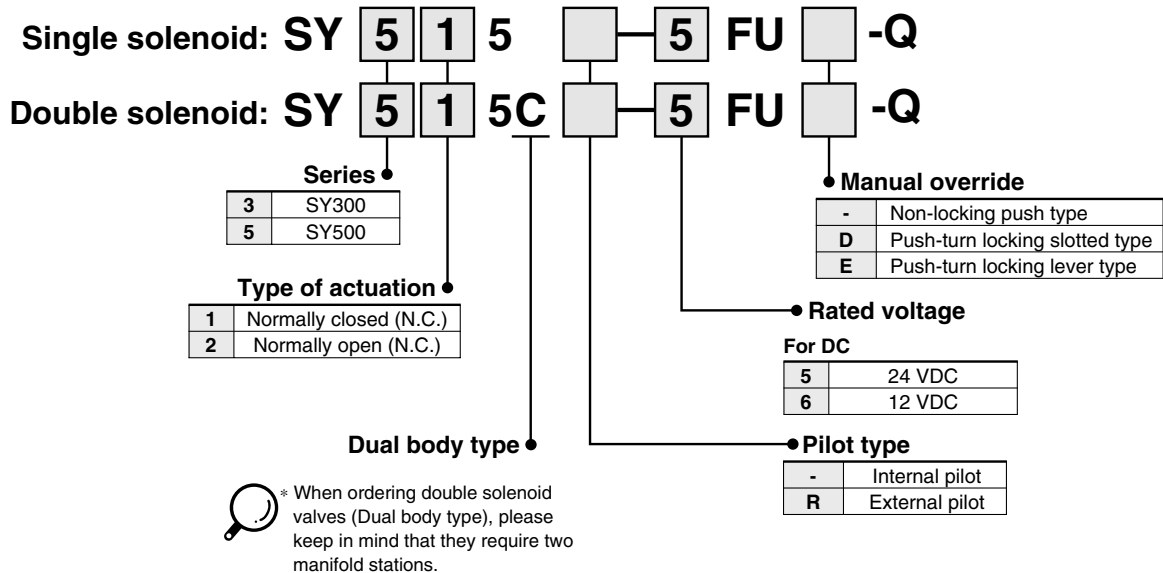 Single solenoid: SY 5 1 5 - 5 FU -Q
Double solenoid: SY 5 1 5C - 5 FU -Q
Series
3 SY300
5 SY500
Type of actuation
1 Normally closed (N.C.)
2 Normally open (N.C.)
Dual body type
* When ordering double solenoid
valves (Dual body type), please
keep in mind that they require two
manifold stations.
Manual override
- Non-locking push type
D Push-turn locking slotted type
E Push-turn locking lever type
Rated voltage
For DC
5 24 VDC
6 12 VDC
Pilot type
- Internal pilot
R External pilot